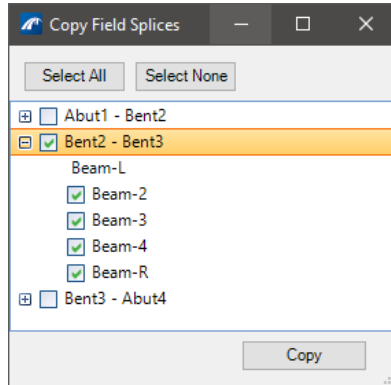 Copy Field Splices
Select All Select None
Abut1 - Bent2
Bent2 - Bent3
Beam-L
Beam-2
Beam-3
Beam-4
Beam-R
Bent3 - Abut4
Copy